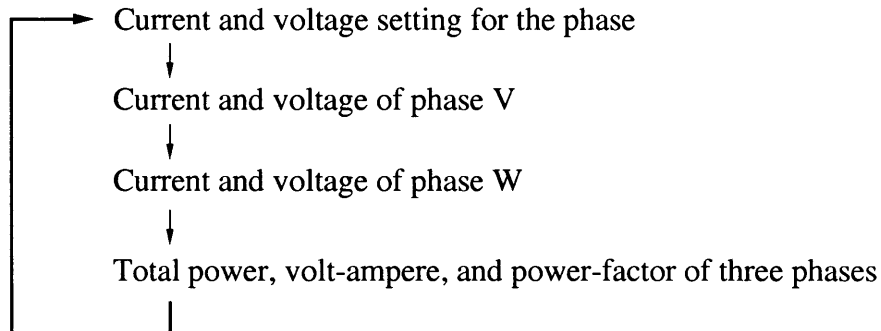 Current and voltage setting for the phase
Current and voltage of phase V
Current and voltage of phase W
Total power, volt-ampere, and power-factor of three phases